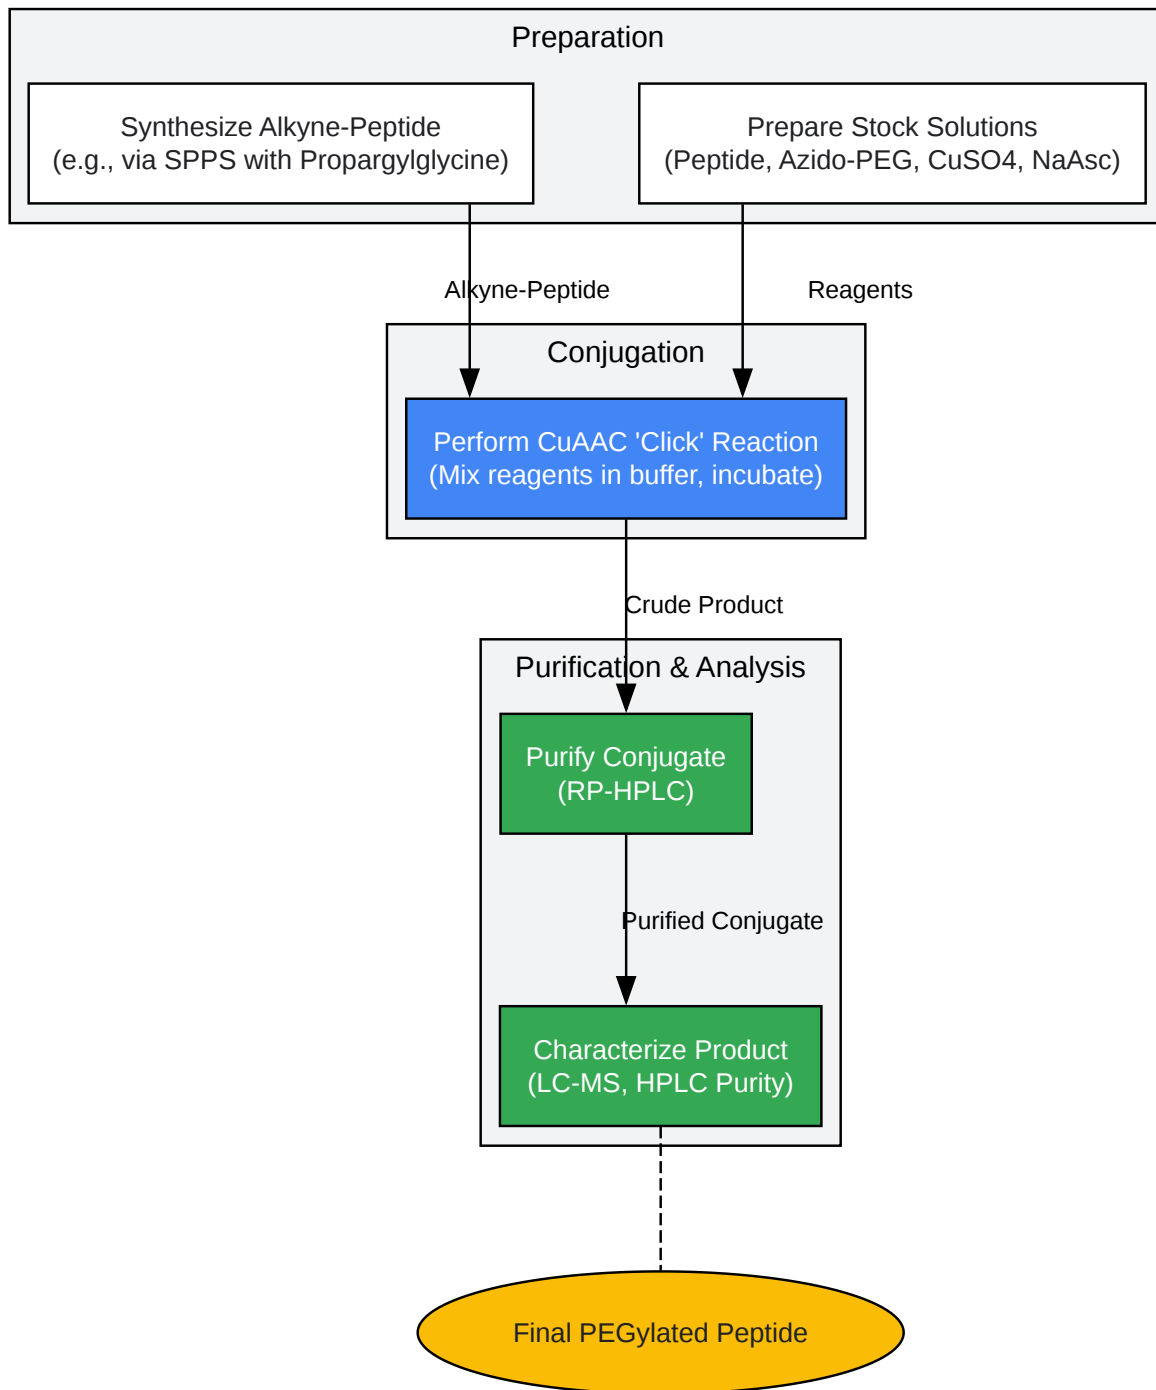 Preparation
Synthesize Alkyne-Peptide
(e.g., via SPPS with Propargylglycine)
Prepare Stock Solutions
(Peptide, Azido-PEG, CuSO4, NaAsc)
Alkyne-Peptide
Reagents
Conjugation
Perform CuAAC 'Click' Reaction
(Mix reagents in buffer, incubate)
Crude Product
Purification & Analysis
Purify Conjugate
(RP-HPLC)
Purified Conjugate
Characterize Product
(LC-MS, HPLC Purity)
Final PEGylated Peptide